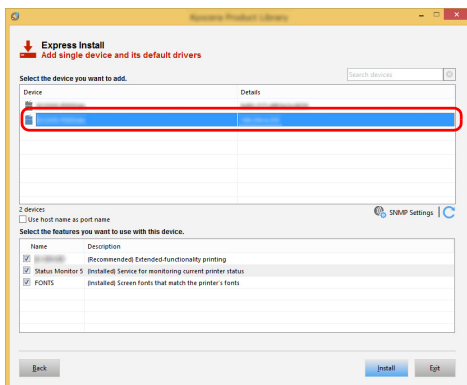 Kyocera Product Library
Express Install
Add single device and its default drivers
Select the device you want to add.
Search devices
Device Details
2 devices
SNMP Settings
Use host name as port name
Select the features you want to use with this device.
Name Description
(Recommended) Extended-functionality printing
Status Monitor 5 (Installed) Service for monitoring current printer status
FONTS (Installed) Screen fonts that match the printer's fonts
Back Install Exit